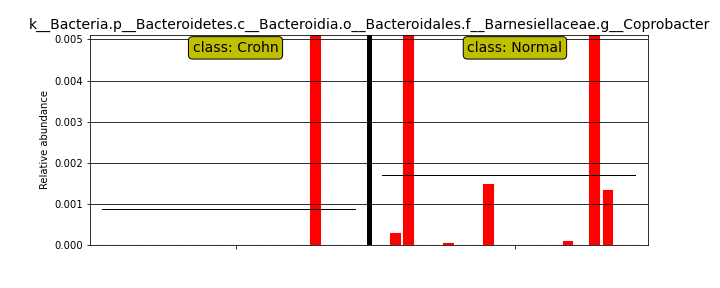 k__Bacteria.p__Bacteroidetes.c__Bacteroidia.o__Bacteroidales.f__Barnesiellaceae.g__Coprobacter
class: Crohn
class: Normal
0.005
0.004
0.003
0.002
0.001
0.000
Relative abundance